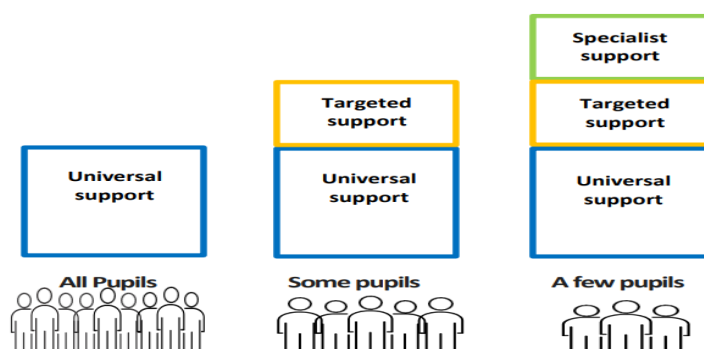 Universal
support
All Pupils
Targeted
support
Universal
support
Some pupils
Specialist
support
Targeted
support
Universal
support
A few pupils